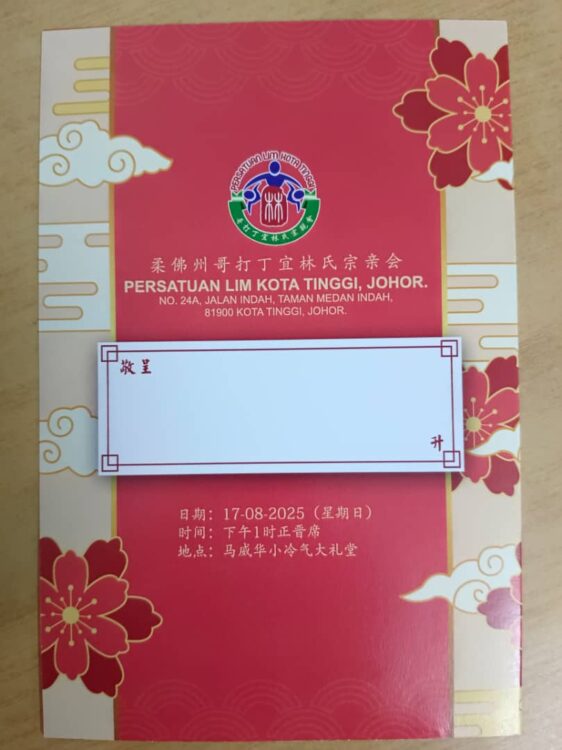 PERSATUAN LIM KOTA TINGGI
哥打丁宜林氏宗親會
柔佛州哥打丁宜林氏宗亲会
PERSATUAN LIM KOTA TINGGI, JOHOR.
NO. 24A, JALAN INDAH, TAMAN MEDAN INDAH,
81900 KOTA TINGGI, JOHOR.
敬呈
升
日期：17-08-2025（星期日）
时间：下午1时正晋席
地点：马威华小冷气大礼堂